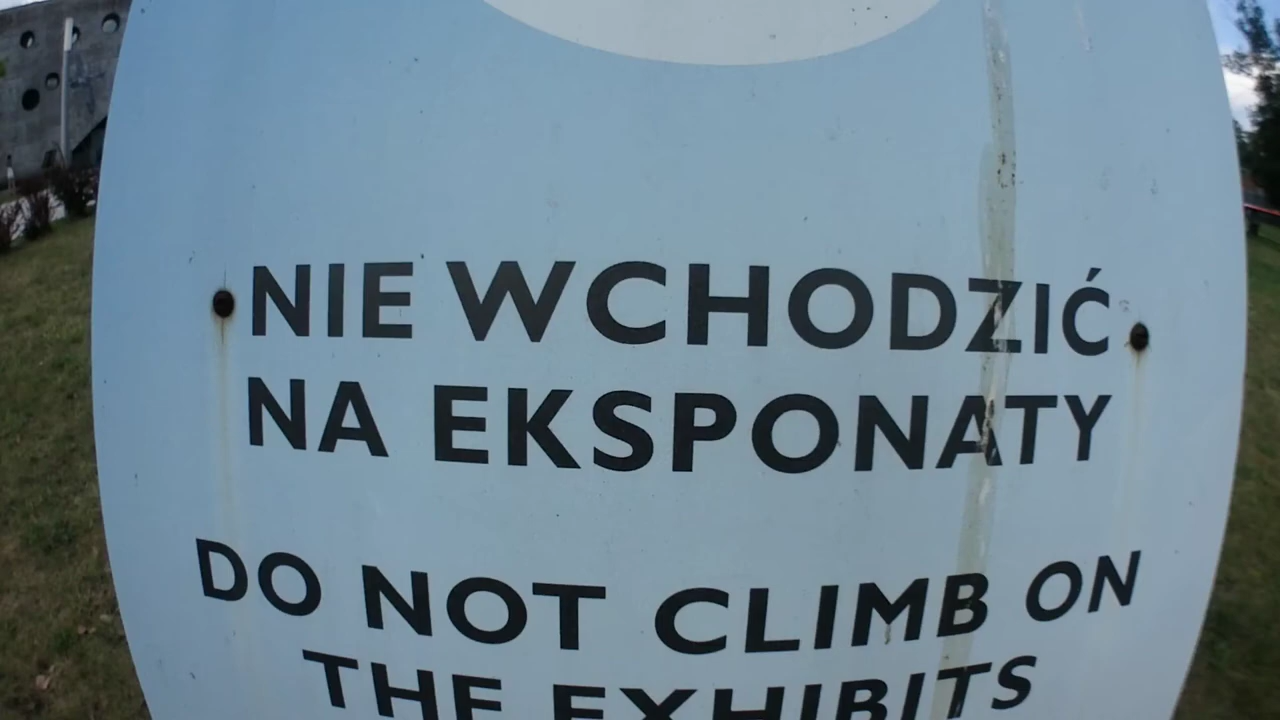 NIE WCHODZIĆ
NA EKSPONATY
DO NOT CLIMB ON
THE EXHIBITS